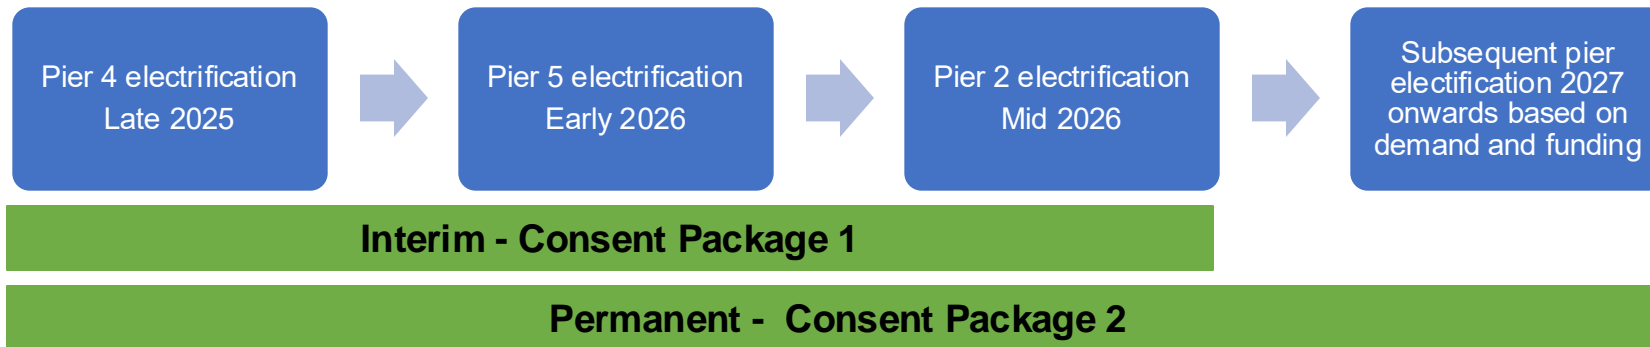 Pier 4 electrification
Late 2025
Pier 5 electrification
Early 2026
Pier 2 electrification
Mid 2026
Subsequent pier
electification 2027
onwards based on
demand and funding
Interim - Consent Package 1
Permanent -  Consent Package 2